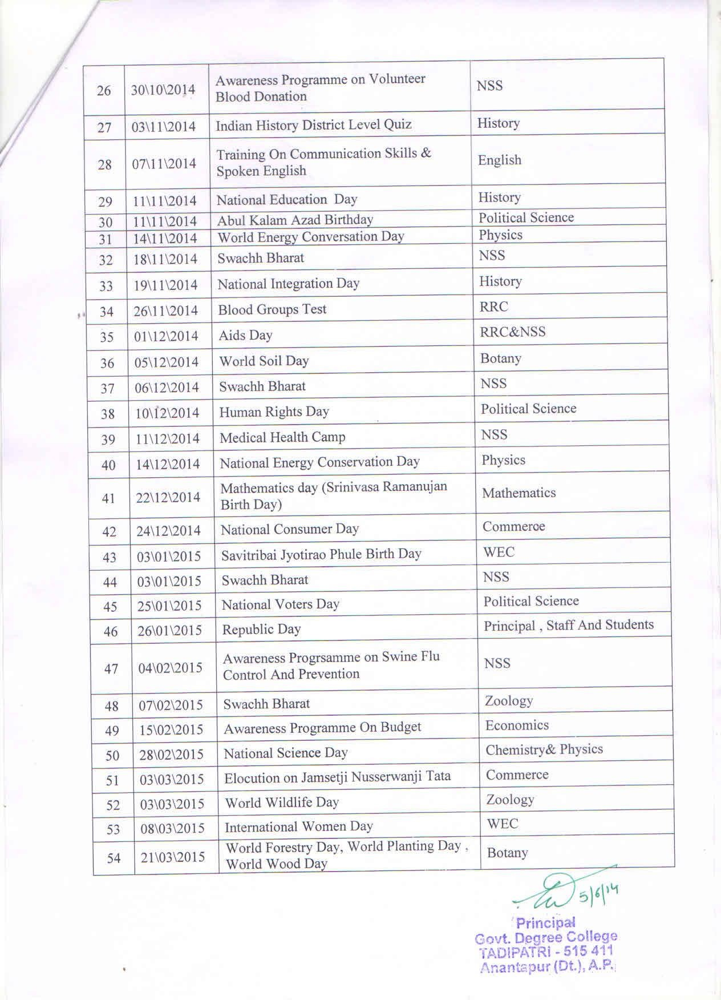 26 30\10\2014 Awareness Programme on Volunteer Blood Donation NSS
27 03\11\2014 Indian History District Level Quiz History
28 07\11\2014 Training On Communication Skills & Spoken English English
29 11\11\2014 National Education Day History
30 11\11\2014 Abul Kalam Azad Birthday Political Science
31 14\11\2014 World Energy Conversation Day Physics
32 18\11\2014 Swachh Bharat NSS
33 19\11\2014 National Integration Day History
34 26\11\2014 Blood Groups Test RRC
35 01\12\2014 Aids Day RRC&NSS
36 05\12\2014 World Soil Day Botany
37 06\12\2014 Swachh Bharat NSS
38 10\12\2014 Human Rights Day Political Science
39 11\12\2014 Medical Health Camp NSS
40 14\12\2014 National Energy Conservation Day Physics
41 22\12\2014 Mathematics day (Srinivasa Ramanujan Birth Day) Mathematics
42 24\12\2014 National Consumer Day Commerce
43 03\01\2015 Savitribai Jyotirao Phule Birth Day WEC
44 03\01\2015 Swachh Bharat NSS
45 25\01\2015 National Voters Day Political Science
46 26\01\2015 Republic Day Principal , Staff And Students
47 04\02\2015 Awareness Progrsamme on Swine Flu Control And Prevention NSS
48 07\02\2015 Swachh Bharat Zoology
49 15\02\2015 Awareness Programme On Budget Economics
50 28\02\2015 National Science Day Chemistry& Physics
51 03\03\2015 Elocution on Jamsetji Nusserwanji Tata Commerce
52 03\03\2015 World Wildlife Day Zoology
53 08\03\2015 International Women Day WEC
54 21\03\2015 World Forestry Day, World Planting Day , World Wood Day Botany
5/6/14
Principal
Govt. Degree College
TADIPATRI - 515 411
Anantapur (Dt.), A.P.